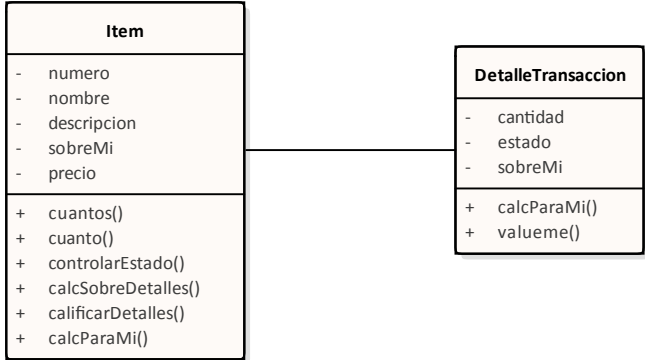 Item
- numero
- nombre
- descripcion
- sobreMi
- precio
+ cuantos()
+ cuanto()
+ controlarEstado()
+ calcSobreDetalles()
+ calificarDetalles()
+ calcParaMi()
DetalleTransaccion
- cantidad
- estado
- sobreMi
+ calcParaMi()
+ valueme()